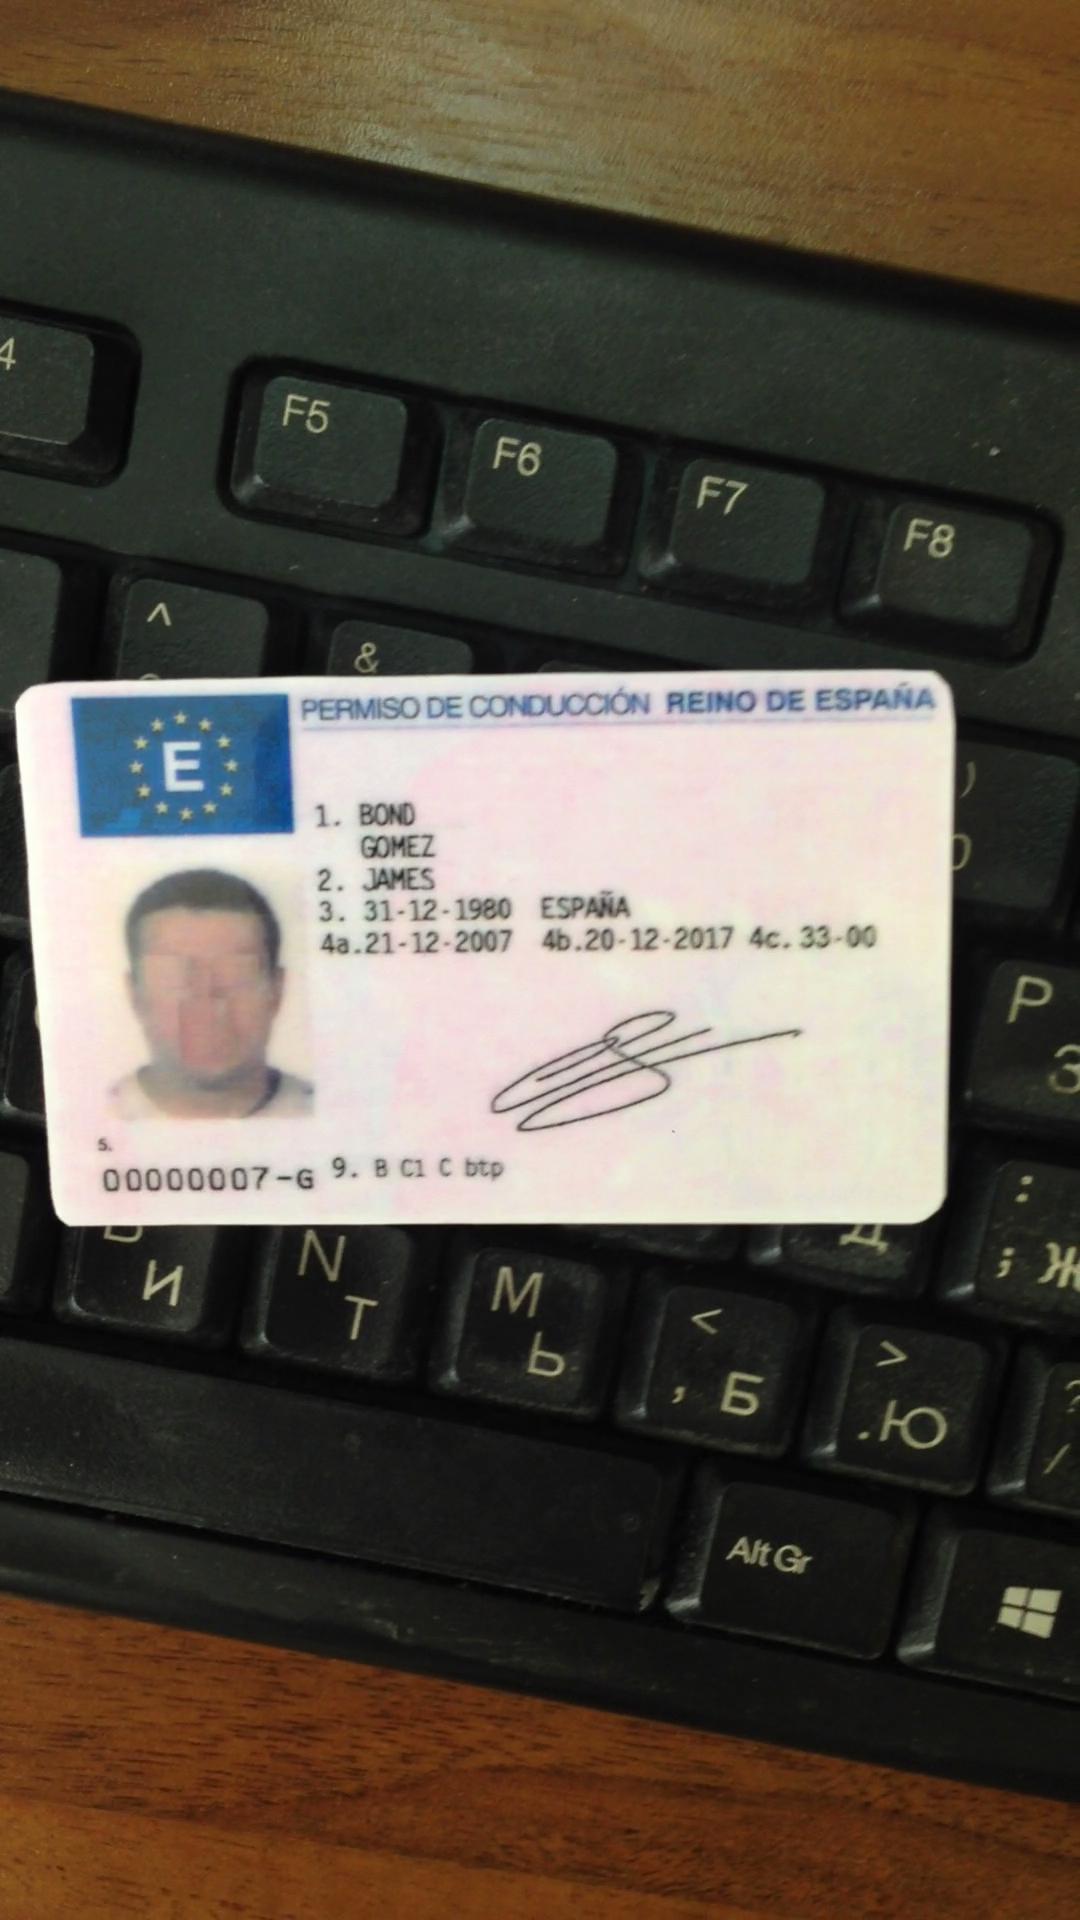 4
F5
F6
F7
F8
^
&
)
0
E
PERMISO DE CONDUCCIÓN REINO DE ESPAÑA
1. BOND
GOMEZ
2. JAMES
3. 31-12-1980 ESPAÑA
4a.21-12-2007 4b.20-12-2017 4c.33-00
5.
00000007-G 9. B C1 C btp
P
З
И
N
Т
M
Ь
<
, Б
>
. Ю
Д
:
; Ж
?
/
Alt Gr